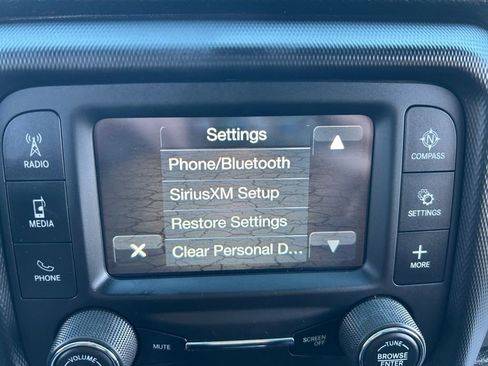 Settings
Phone/Bluetooth
SiriusXM Setup
Restore Settings
Clear Personal D...
RADIO
MEDIA
PHONE
N
COMPASS
SETTINGS
+
MORE
X
VOLUME
MUTE
SCREEN
OFF
TUNE
BROWSE
ENTER